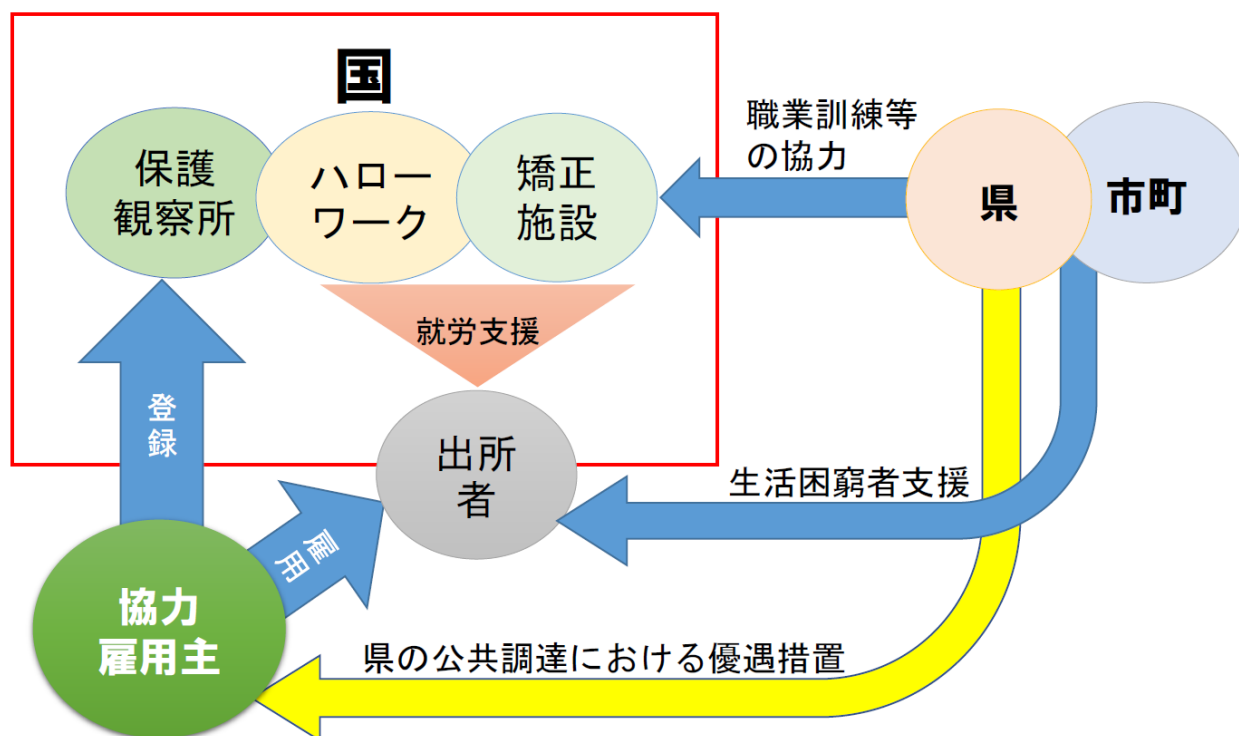 国
保護
観察所
ハロー
ワーク
矯正
施設
職業訓練等
の協力
県
市町
就労支援
登録
出所
者
生活困窮者支援
雇用
協力
雇用主
県の公共調達における優遇措置